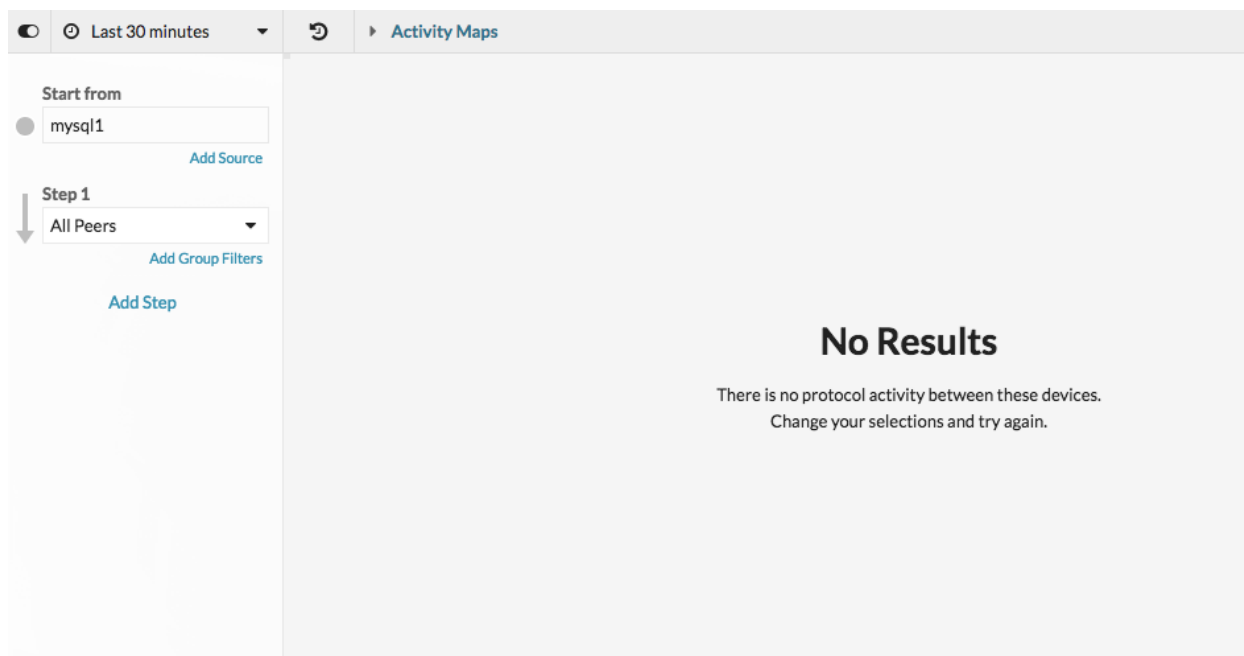 Last 30 minutes
Activity Maps
Start from
mysql1
Add Source
Step 1
All Peers
Add Group Filters
Add Step
No Results
There is no protocol activity between these devices.
Change your selections and try again.